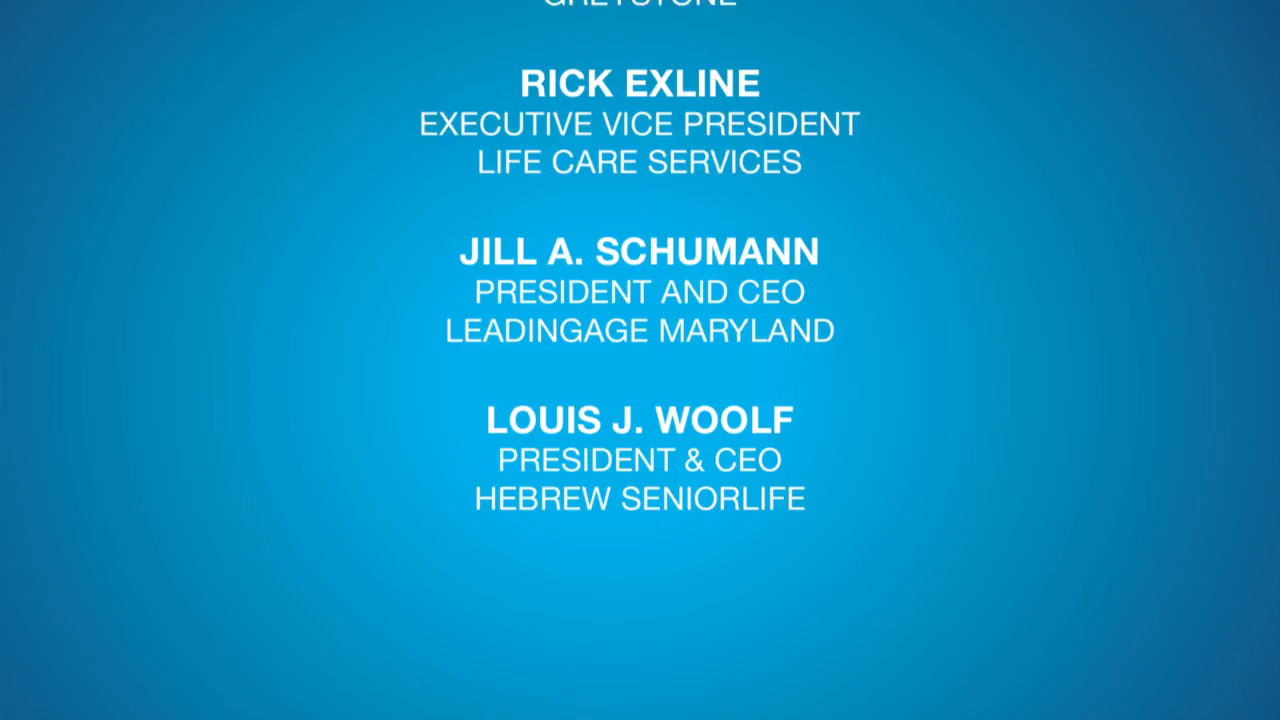 GREYSTONE
RICK EXLINE
EXECUTIVE VICE PRESIDENT
LIFE CARE SERVICES
JILL A. SCHUMANN
PRESIDENT AND CEO
LEADINGAGE MARYLAND
LOUIS J. WOOLF
PRESIDENT & CEO
HEBREW SENIORLIFE